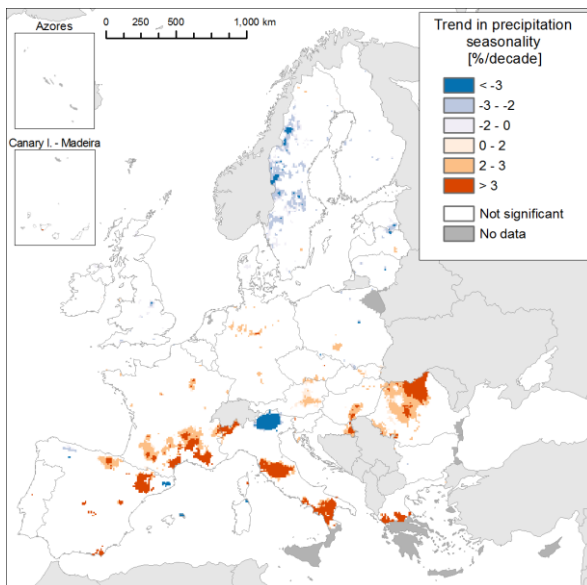 Azores
0 250 500 1,000 km
Canary I. - Madeira
Trend in precipitation
seasonality
[%/decade]
< -3
-3 - -2
-2 - 0
0 - 2
2 - 3
> 3
Not significant
No data